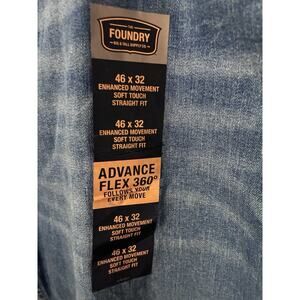 THE
FOUNDRY
BIG & TALL SUPPLY CO.
46 x 32
ENHANCED MOVEMENT
SOFT TOUCH
STRAIGHT FIT
46 x 32
ENHANCED MOVEMENT
SOFT TOUCH
STRAIGHT FIT
ADVANCE
FLEX 360°
FOLLOWS YOUR
EVERY MOVE
46 x 32
ENHANCED MOVEMENT
SOFT TOUCH
STRAIGHT FIT
46 x 32
ENHANCED MOVEMENT
SOFT TOUCH
STRAIGHT FIT